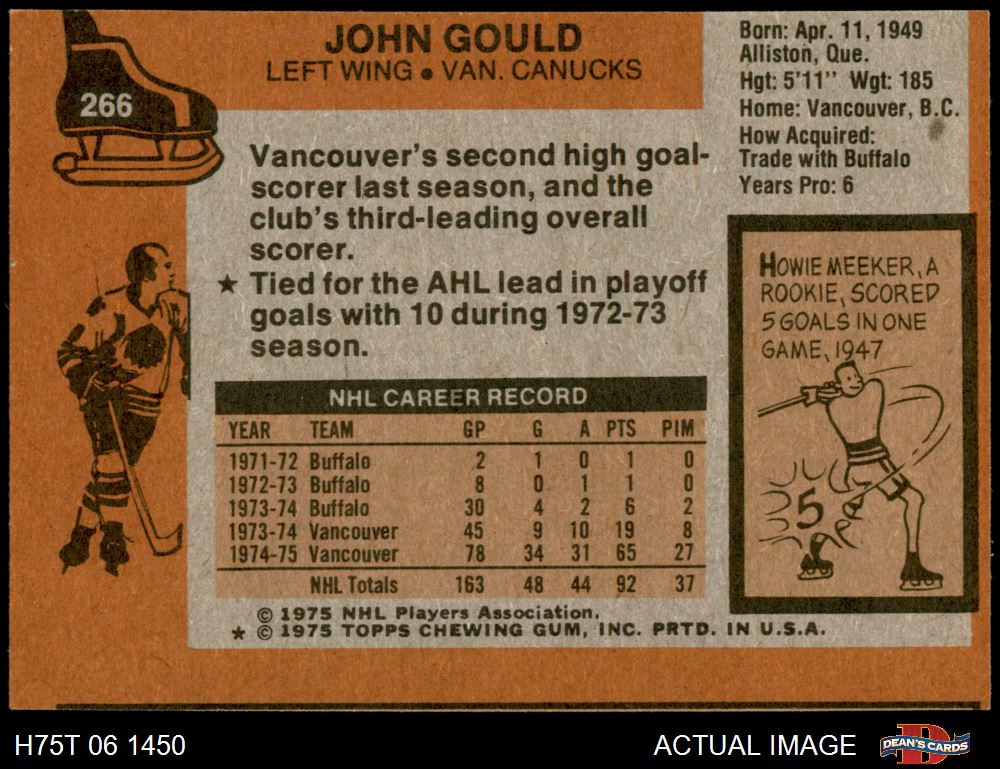 266
JOHN GOULD
LEFT WING • VAN. CANUCKS
Born: Apr. 11, 1949
Alliston, Que.
Hgt: 5'11" Wgt: 185
Home: Vancouver, B.C.
How Acquired:
Trade with Buffalo
Years Pro: 6
Vancouver's second high goal-
scorer last season, and the
club's third-leading overall
scorer.
★ Tied for the AHL lead in playoff
goals with 10 during 1972-73
season.
HOWIE MEEKER, A
ROOKIE, SCORED
5 GOALS IN ONE
GAME, 1947
5
NHL CAREER RECORD
YEAR TEAM GP G A PTS PIM
1971-72 Buffalo 2 1 0 1 0
1972-73 Buffalo 8 0 1 1 0
1973-74 Buffalo 30 4 2 6 2
1973-74 Vancouver 45 9 10 19 8
1974-75 Vancouver 78 34 31 65 27
NHL Totals 163 48 44 92 37
© 1975 NHL Players Association.
★ © 1975 TOPPS CHEWING GUM, INC. PRTD. IN U.S.A.
H75T 06 1450
ACTUAL IMAGE
DEAN'S CARDS